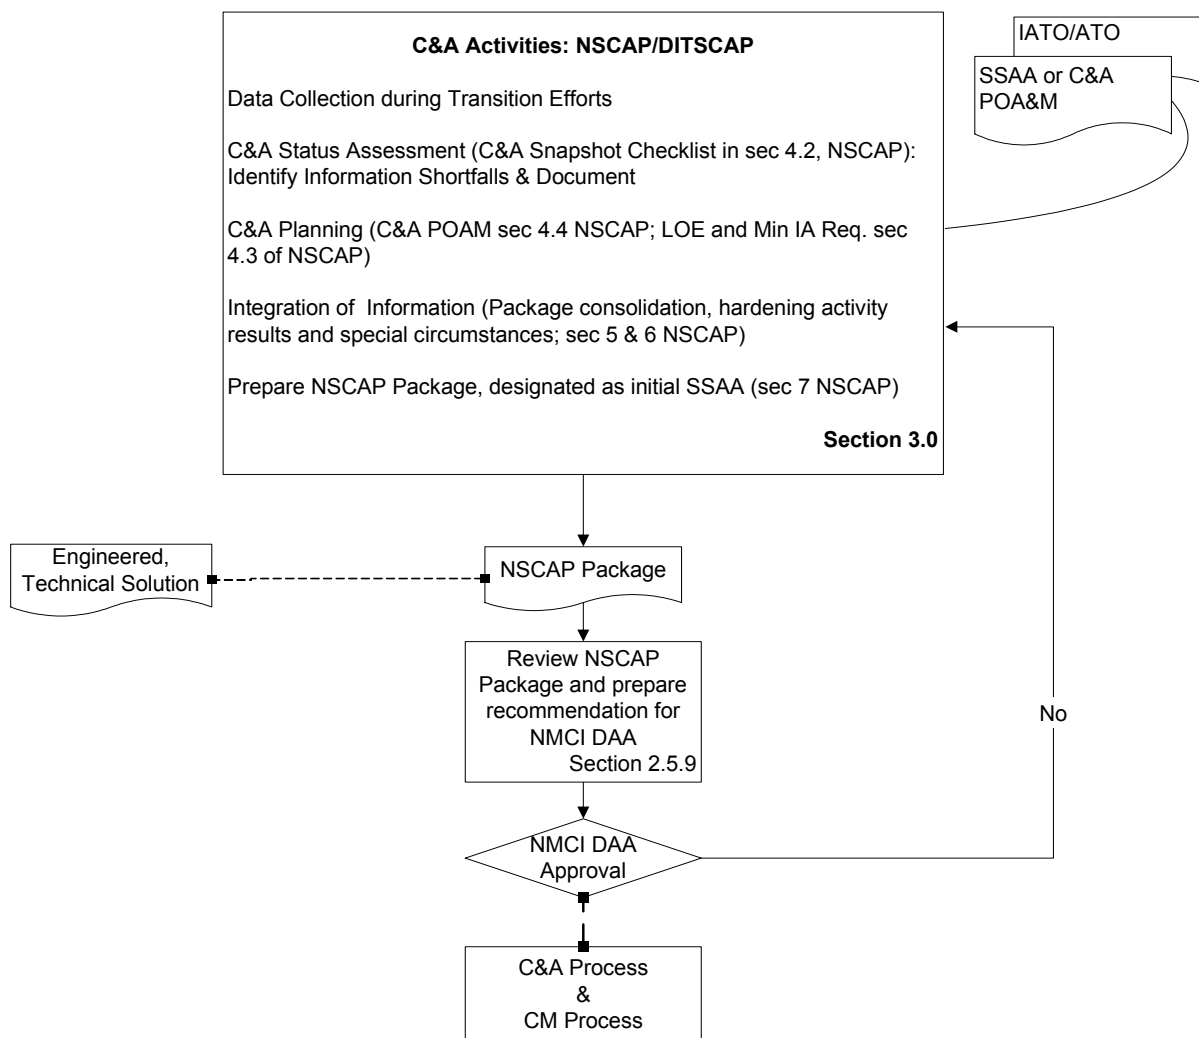 C&A Activities: NSCAP/DITSCAP
Data Collection during Transition Efforts
C&A Status Assessment (C&A Snapshot Checklist in sec 4.2, NSCAP):
Identify Information Shortfalls & Document
C&A Planning (C&A POAM sec 4.4 NSCAP; LOE and Min IA Req. sec
4.3 of NSCAP)
Integration of Information (Package consolidation, hardening activity
results and special circumstances; sec 5 & 6 NSCAP)
Prepare NSCAP Package, designated as initial SSAA (sec 7 NSCAP)
Section 3.0
IATO/ATO
SSAA or C&A
POA&M
Engineered,
Technical Solution
NSCAP Package
Review NSCAP
Package and prepare
recommendation for
NMCI DAA
Section 2.5.9
No
NMCI DAA
Approval
C&A Process
&
CM Process